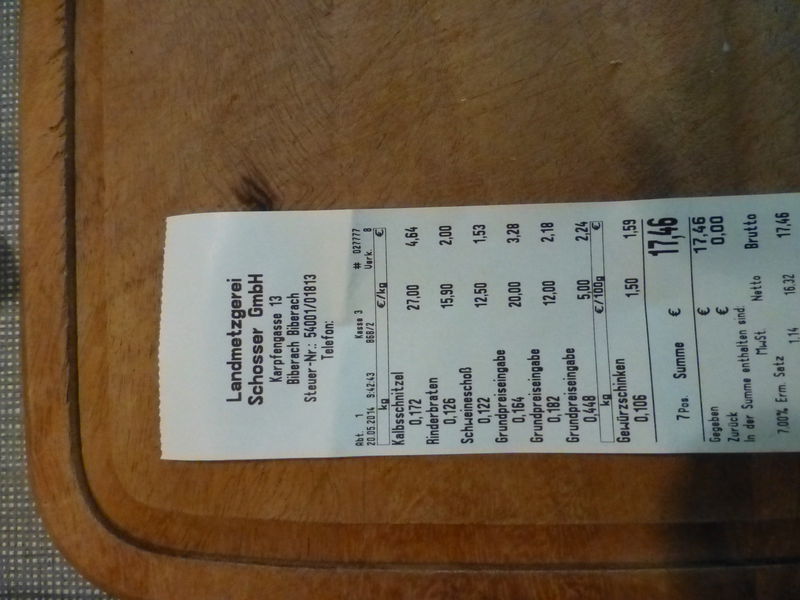 Landmetzgerei
Schosser GmbH
Karpfengasse 13
Biberach Biberach
Steuer-Nr.: 54001/01813
Telefon:
Abt. 1 Kasse 3 # 027777
20.05.2014 9:42:43 868/2 Verk. 8
kg €/kg €
Kalbsschnitzel
0,172 27,00 4,64
Rinderbraten
0,126 15,90 2,00
Schweineschoß
0,122 12,50 1,53
Grundpreiseingabe
0,164 20,00 3,28
Grundpreiseingabe
0,182 12,00 2,18
Grundpreiseingabe
0,448 5,00 2,24
kg €/100g €
Gewürzschinken
0,106 1,50 1,59
7 Pos. Summe € 17,46
Gegeben € 17,46
Zurück € 0,00
In der Summe enthalten sind:
MwSt. Netto Brutto
7,00% Erm. Satz 1,14 16,32 17,46